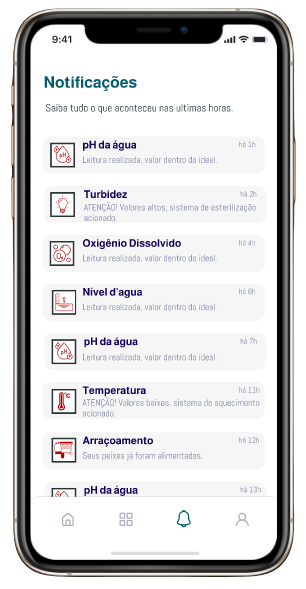 9:41
Notificações
Saiba tudo o que aconteceu nas ultimas horas.
pH da água
há 1h
Leitura realizada, valor dentro do ideal.
Turbidez
há 2h
ATENÇÃO! Valores altos, sistema de esterilização
acionado.
Oxigênio Dissolvido
há 4h
Leitura realizada, valor dentro do ideal.
Nível d'agua
há 6h
Leitura realizada, valor dentro do ideal.
pH da água
há 7h
Leitura realizada, valor dentro do ideal.
Temperatura
há 11h
ATENÇÃO! Valores baixos, sistema de aquecimento
acionado.
Arraçoamento
há 12h
Seus peixes já foram alimentados.
pH da água
há 13h